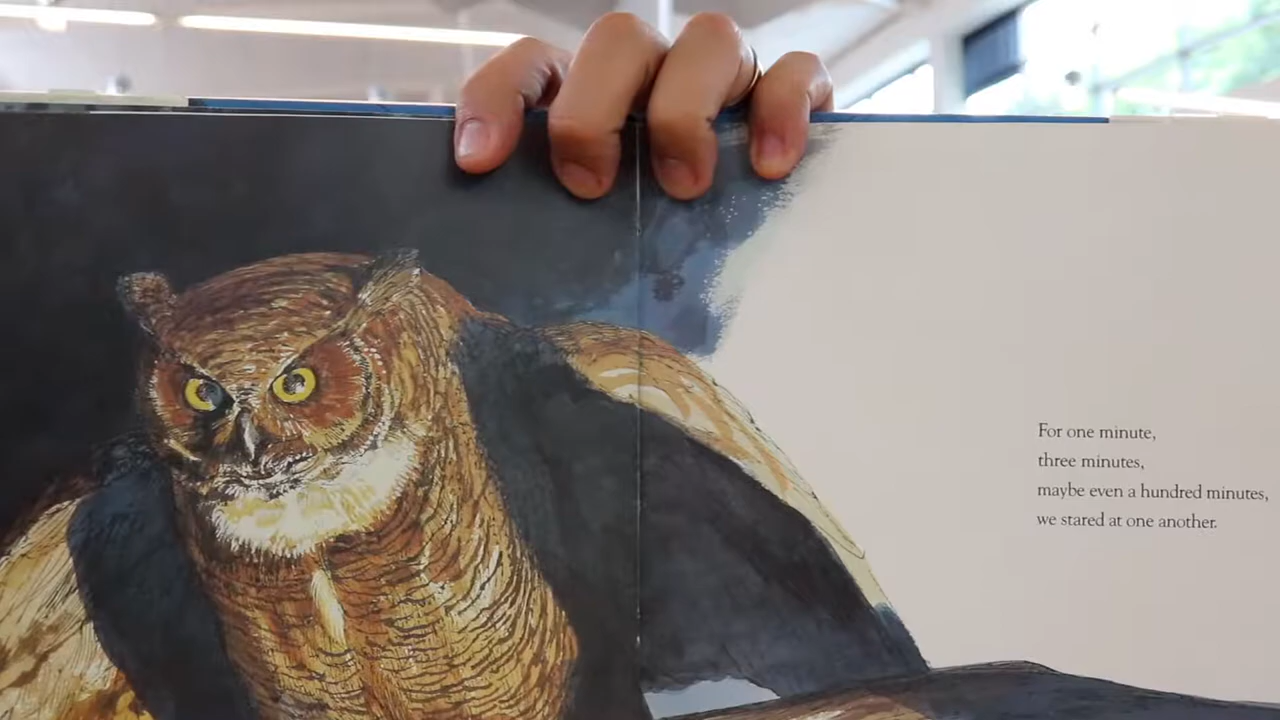 For one minute,
three minutes,
maybe even a hundred minutes,
we stared at one another.